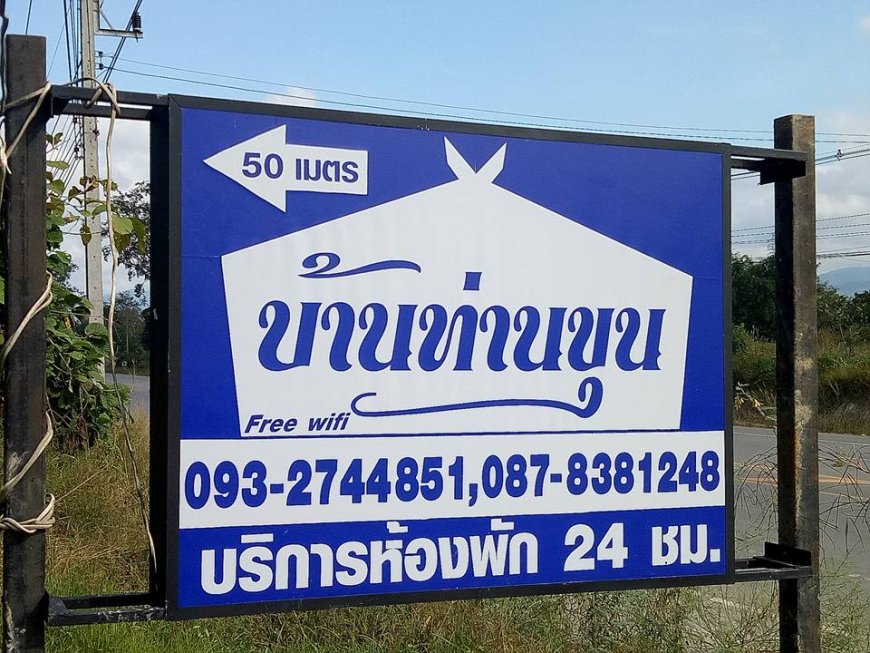 50 เมตร
บ้านท่านขุน
Free wifi
093-2744851,087-8381248
บริการห้องพัก 24 ชม.